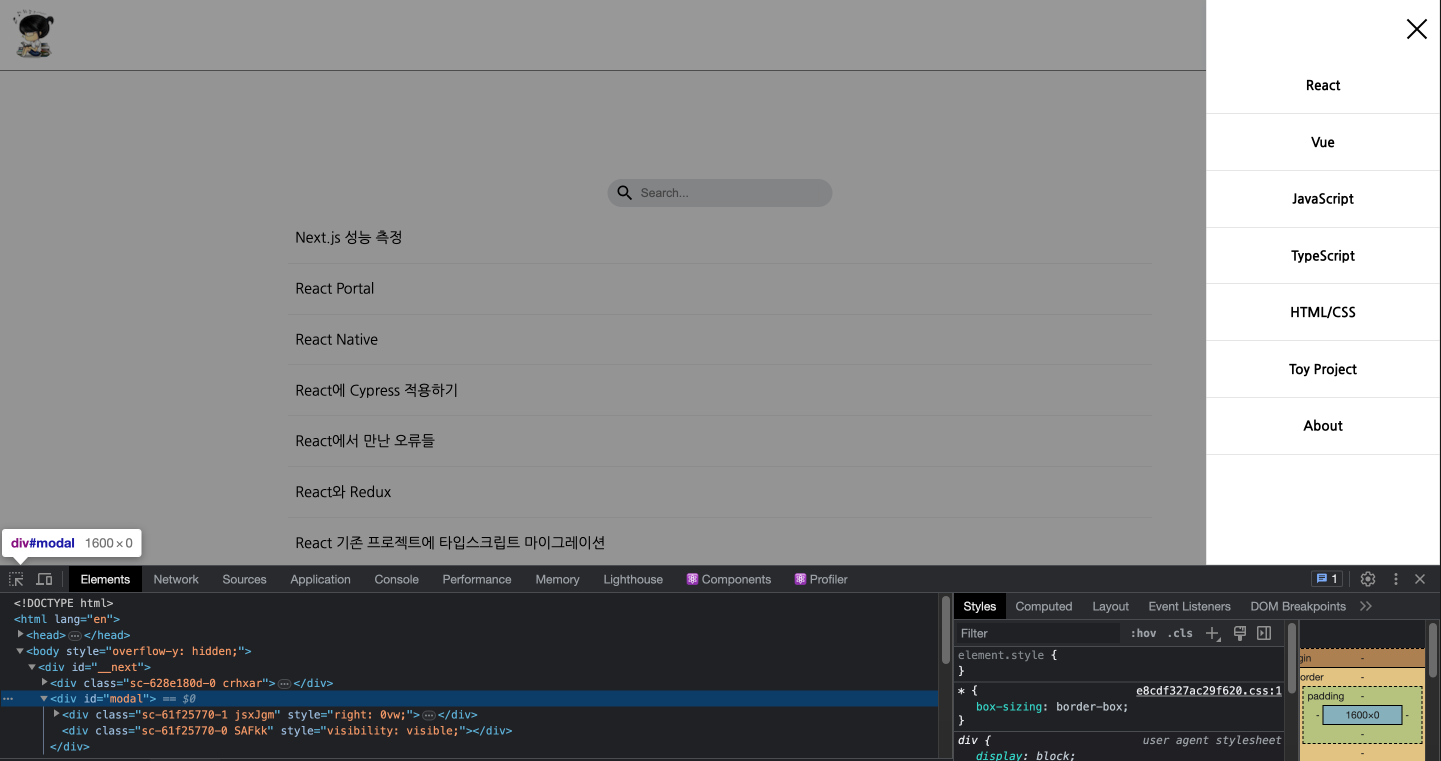 React
Vue
JavaScript
TypeScript
HTML/CSS
Toy Project
About
Search...
Next.js 성능 측정
React Portal
React Native
React에 Cypress 적용하기
React에서 만난 오류들
React와 Redux
React 기존 프로젝트에 타입스크립트 마이그레이션
div#modal 1600×0
Elements Network Sources Application Console Performance Memory Lighthouse Components Profiler 1
<!DOCTYPE html>
<html lang="en">
<head>…</head>
<body style="overflow-y: hidden;">
<div id="__next">
<div class="sc-628e180d-0 crhxar">…</div>
… <div id="modal"> == $0
<div class="sc-61f25770-1 jsxJgm" style="right: 0vw;">…</div>
<div class="sc-61f25770-0 SAFkk" style="visibility: visible;"></div>
</div>
Styles Computed Layout Event Listeners DOM Breakpoints
Filter :hov .cls
element.style {
}
* { e8cdf327ac29f620.css:1
box-sizing: border-box;
}
div { user agent stylesheet
display: block;
gin -
order -
padding -
- 1600×0 -
-
-